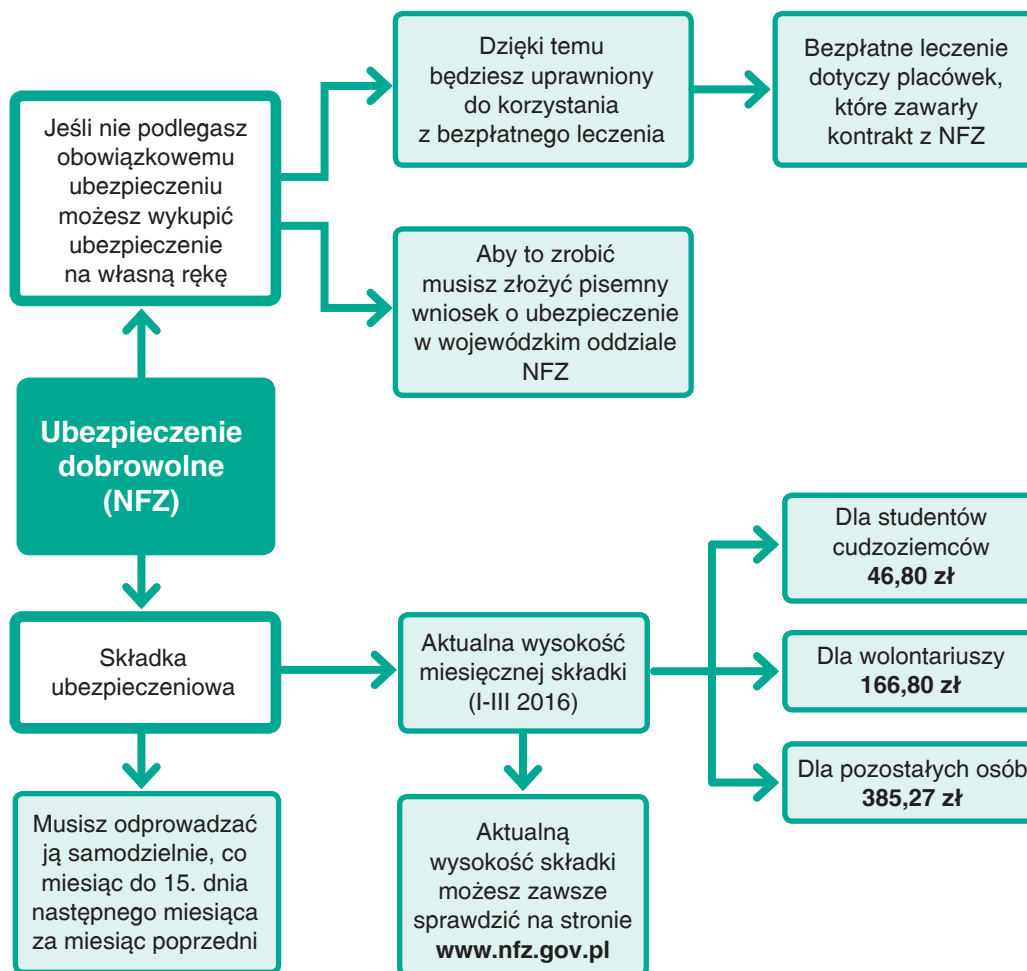 Jeśli nie podlegasz
obowiązkowemu
ubezpieczeniu
możesz wykupić
ubezpieczenie
na własną rękę
Dzięki temu
będziesz uprawniony
do korzystania
z bezpłatnego leczenia
Bezpłatne leczenie
dotyczy placówek,
które zawarły
kontrakt z NFZ
Aby to zrobić
musisz złożyć pisemny
wniosek o ubezpieczenie
w wojewódzkim oddziale
NFZ
Ubezpieczenie
dobrowolne
(NFZ)
Składka
ubezpieczeniowa
Aktualna wysokość
miesięcznej składki
(I-III 2016)
Dla studentów
cudzoziemców
46,80 zł
Dla wolontariuszy
166,80 zł
Dla pozostałych osób
385,27 zł
Musisz odprowadzać
ją samodzielnie, co
miesiąc do 15. dnia
następnego miesiąca
za miesiąc poprzedni
Aktualną
wysokość składki
możesz zawsze
sprawdzić na stronie
www.nfz.gov.pl